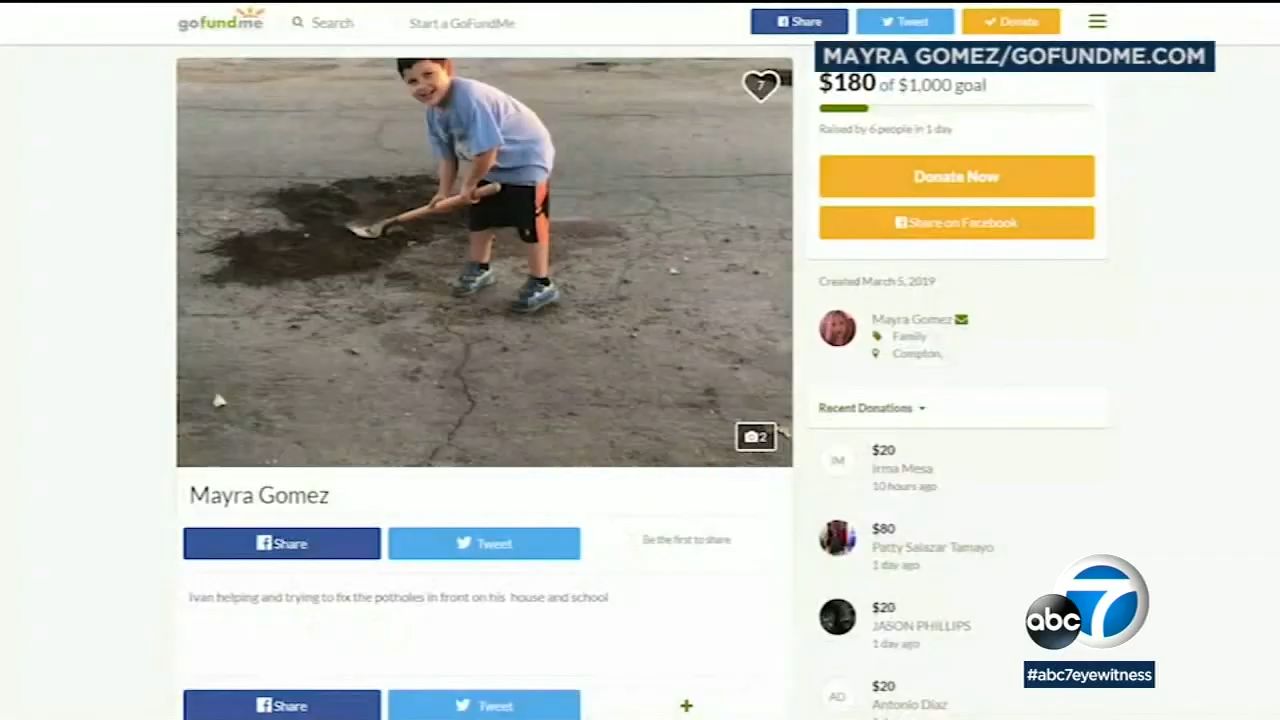 gofundme
Search
Start a GoFundMe
Share
Tweet
Donate
MAYRA GOMEZ/GOFUNDME.COM
7
$180 of $1,000 goal
Raised by 6 people in 1 day
Donate Now
Share on Facebook
Created March 5, 2019
Mayra Gomez
Family
Compton,
2
Recent Donations
IM
$20
Irma Mesa
10 hours ago
Mayra Gomez
$80
Patty Salazar Tamayo
1 day ago
Share
Tweet
Be the first to share
Ivan helping and trying to fix the potholes in front on his house and school
$20
JASON PHILLIPS
1 day ago
AD
$20
Antonio Diaz
Share
Tweet
abc 7
#abc7eyewitness